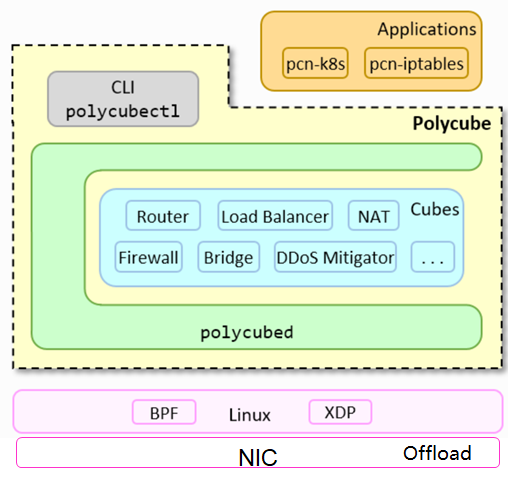 Applications
pcn-k8s pcn-iptables
CLI
polycubectl
Polycube
Router Load Balancer NAT Cubes
Firewall Bridge DDoS Mitigator ...
polycubed
BPF Linux XDP
NIC Offload